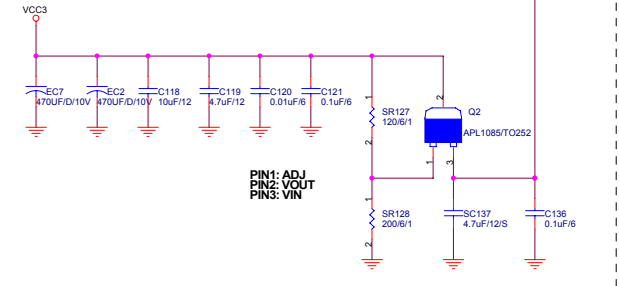 VCC3
EC7
470UF/D/10V
EC2
470UF/D/10V
C118
10uF/12
C119
4.7uF/12
C120
0.01uF/6
C121
0.1uF/6
1
SR127
120/6/1
2
2
Q2
APL1085/TO252
1
3
PIN1: ADJ
PIN2: VOUT
PIN3: VIN
1
SR128
200/6/1
2
SC137
4.7uF/12/S
C136
0.1uF/6